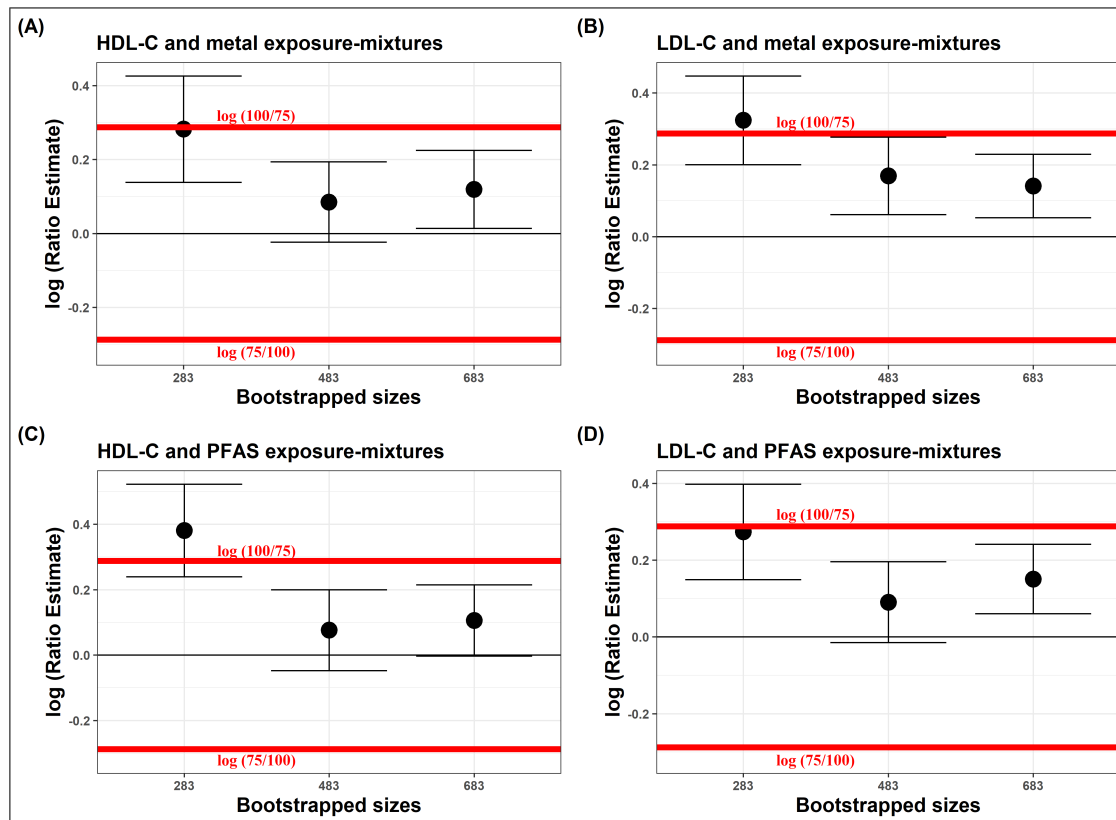 (A)
HDL-C and metal exposure-mixtures
log (Ratio Estimate)
0.4
0.2
0.0
-0.2
log (100/75)
log (75/100)
283
483
683
Bootstrapped sizes
(B)
LDL-C and metal exposure-mixtures
log (Ratio Estimate)
0.4
0.2
0.0
-0.2
log (100/75)
log (75/100)
283
483
683
Bootstrapped sizes
(C)
HDL-C and PFAS exposure-mixtures
log (Ratio Estimate)
0.4
0.2
0.0
-0.2
log (100/75)
log (75/100)
283
483
683
Bootstrapped sizes
(D)
LDL-C and PFAS exposure-mixtures
log (Ratio Estimate)
0.4
0.2
0.0
-0.2
log (100/75)
log (75/100)
283
483
683
Bootstrapped sizes